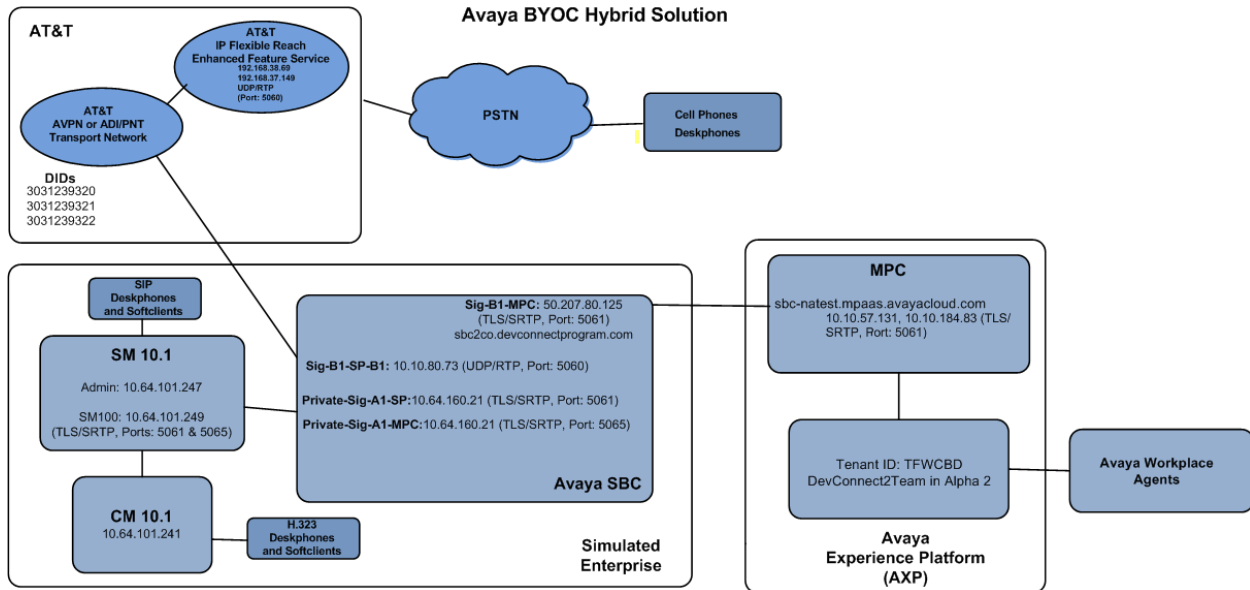 Avaya BYOC Hybrid Solution
AT&T
AT&T
IP Flexible Reach
Enhanced Feature Service
192.168.38.69
192.168.37.149
UDP/RTP
(Port: 5060)
AT&T
AVPN or ADI/PNT
Transport Network
DIDs
3031239320
3031239321
3031239322
PSTN
Cell Phones
Deskphones
SIP
Deskphones
and Softclients
SM 10.1
Admin: 10.64.101.247
SM100: 10.64.101.249
(TLS/SRTP, Ports: 5061 & 5065)
CM 10.1
10.64.101.241
H.323
Deskphones
and Softclients
Sig-B1-MPC: 50.207.80.125
(TLS/SRTP, Port: 5061)
sbc2co.devconnectprogram.com
Sig-B1-SP-B1: 10.10.80.73 (UDP/RTP, Port: 5060)
Private-Sig-A1-SP:10.64.160.21 (TLS/SRTP, Port: 5061)
Private-Sig-A1-MPC:10.64.160.21 (TLS/SRTP, Port: 5065)
Avaya SBC
Simulated
Enterprise
MPC
sbc-natest.mpaas.avayacloud.com
10.10.57.131, 10.10.184.83 (TLS/
SRTP, Port: 5061)
Tenant ID: TFWCBD
DevConnect2Team in Alpha 2
Avaya
Experience Platform
(AXP)
Avaya Workplace
Agents